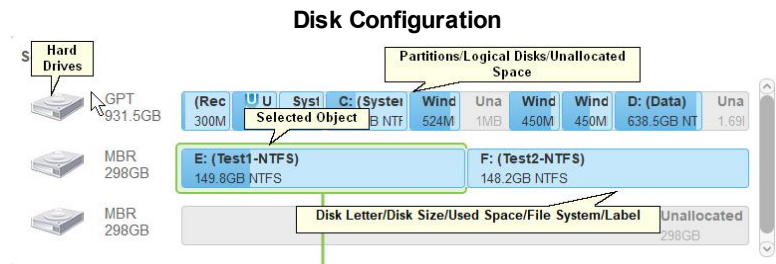 Disk Configuration
S
Hard
Drives
Partitions/Logical Disks/Unallocated
Space
GPT
931.5GB
(Rec
300M
U U
Syst
C: (System
B NTF
Wind
524M
Una
1MB
Wind
450M
Wind
450M
D: (Data)
638.5GB NT
Una
1.69
Selected Object
MBR
298GB
E: (Test1-NTFS)
149.8GB NTFS
F: (Test2-NTFS)
148.2GB NTFS
Disk Letter/Disk Size/Used Space/File System/Label
MBR
298GB
Unallocated
298GB